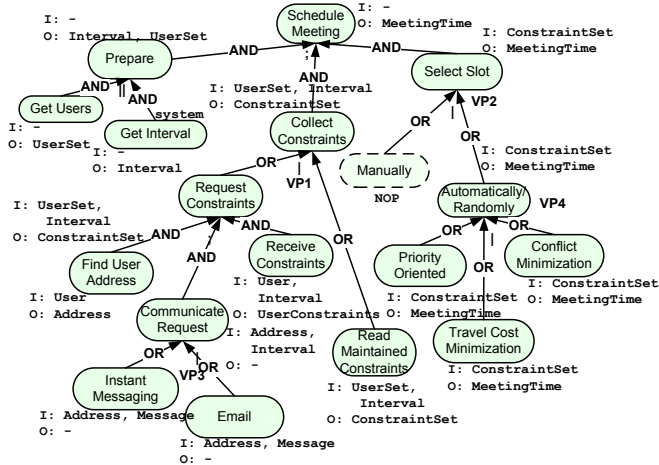 Schedule
Meeting
I: -
O: MeetingTime
I: -
O: Interval, UserSet
Prepare
AND
AND
AND
;
I: ConstraintSet
O: MeetingTime
Select Slot
VP2
|
AND
||
AND
Get Users
I: -
O: UserSet
system
Get Interval
I: -
O: Interval
I: UserSet, Interval
O: ConstraintSet
Collect
Constraints
OR
|
VP1
OR
OR
OR
Manually
NOP
I: ConstraintSet
O: MeetingTime
Automatically/
Randomly
VP4
|
Request
Constraints
I: UserSet,
Interval
O: ConstraintSet
AND
AND
AND
Find User
Address
I: User
O: Address
Receive
Constraints
I: User,
Interval
O: UserConstraints
OR
OR
OR
Priority
Oriented
I: ConstraintSet
O: MeetingTime
Conflict
Minimization
I: ConstraintSet
O: MeetingTime
Travel Cost
Minimization
I: ConstraintSet
O: MeetingTime
Communicate
Request
I: Address,
Interval
O: -
Read
Maintained
Constraints
I: UserSet,
Interval
O: ConstraintSet
OR
|
VP3
OR
Instant
Messaging
I: Address, Message
O: -
Email
I: Address, Message
O: -